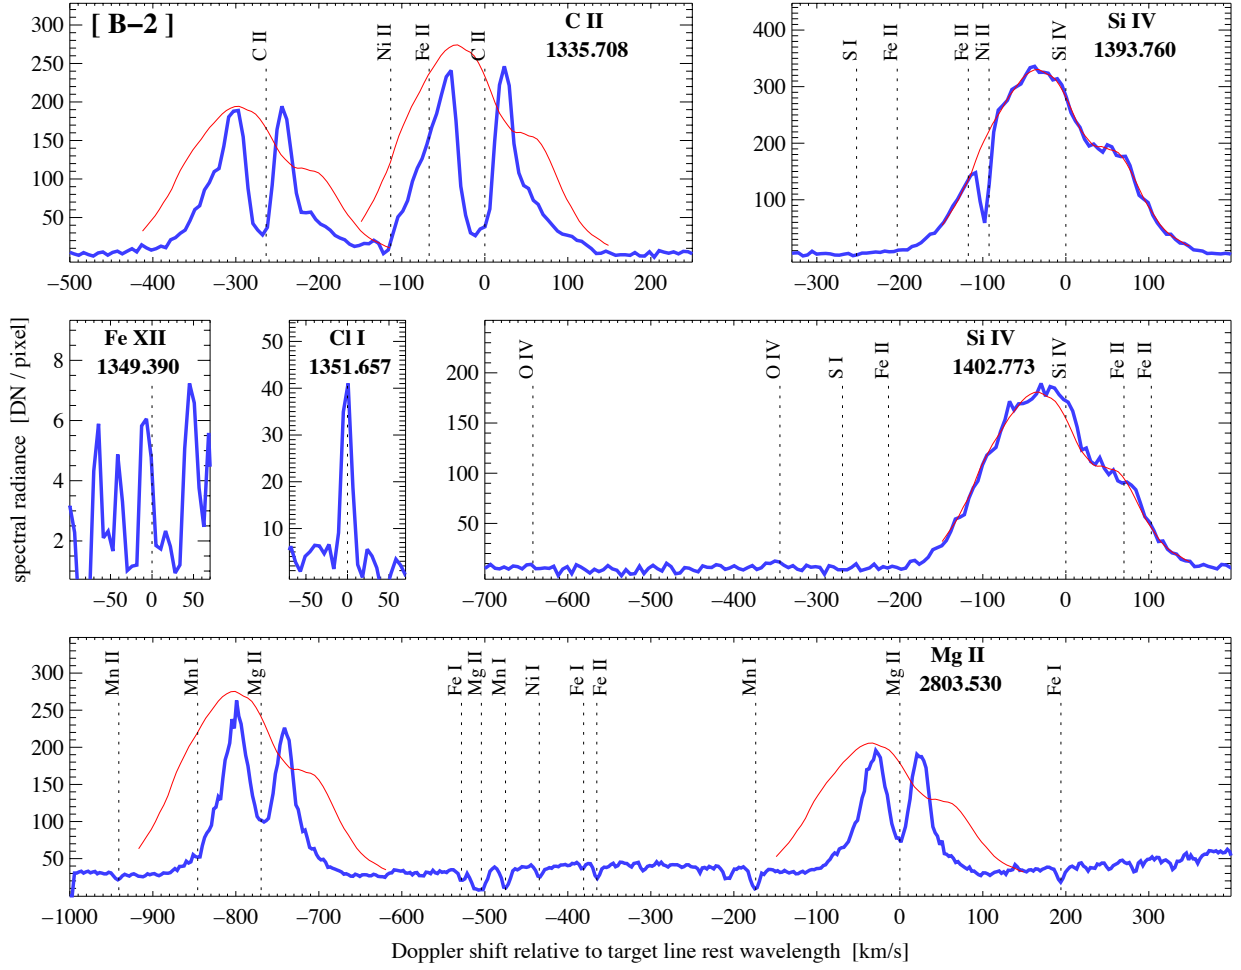 [ B−2 ]
C II
1335.708
C II
Ni II
Fe II
C II
300
250
200
150
100
50
−500 −400 −300 −200 −100 0 100 200
Si IV
1393.760
S I
Fe II
Fe II
Ni II
Si IV
400
300
200
100
−300 −200 −100 0 100
spectral radiance [DN / pixel]
Fe XII
1349.390
8
6
4
2
−50 0 50
Cl I
1351.657
50
40
30
20
10
−50 0 50
Si IV
1402.773
O IV
O IV
S I
Fe II
Si IV
Fe II
Fe II
200
150
100
50
−700 −600 −500 −400 −300 −200 −100 0 100
Mg II
2803.530
Mn II
Mn I
Mg II
Fe I
Mg II
Mn I
Ni I
Fe I
Fe II
Mn I
Mg II
Fe I
300
250
200
150
100
50
−1000 −900 −800 −700 −600 −500 −400 −300 −200 −100 0 100 200 300
Doppler shift relative to target line rest wavelength [km/s]